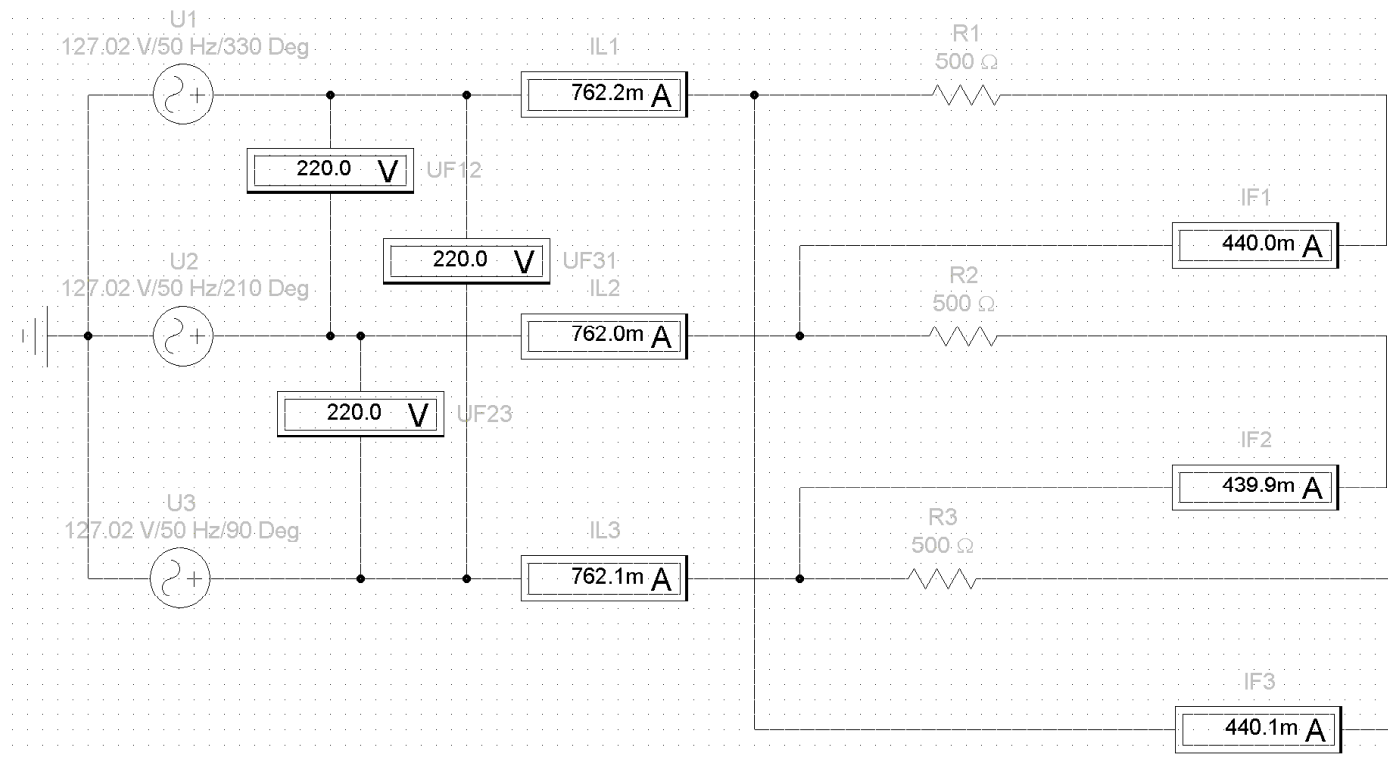 U1
127.02 V/50 Hz/330 Deg
IL1
762.2m A
R1
500 Ω
220.0 V
UF12
IF1
440.0m A
220.0 V
UF31
U2
127.02 V/50 Hz/210 Deg
IL2
762.0m A
R2
500 Ω
220.0 V
UF23
IF2
439.9m A
U3
127.02 V/50 Hz/90 Deg
IL3
762.1m A
R3
500 Ω
IF3
440.1m A